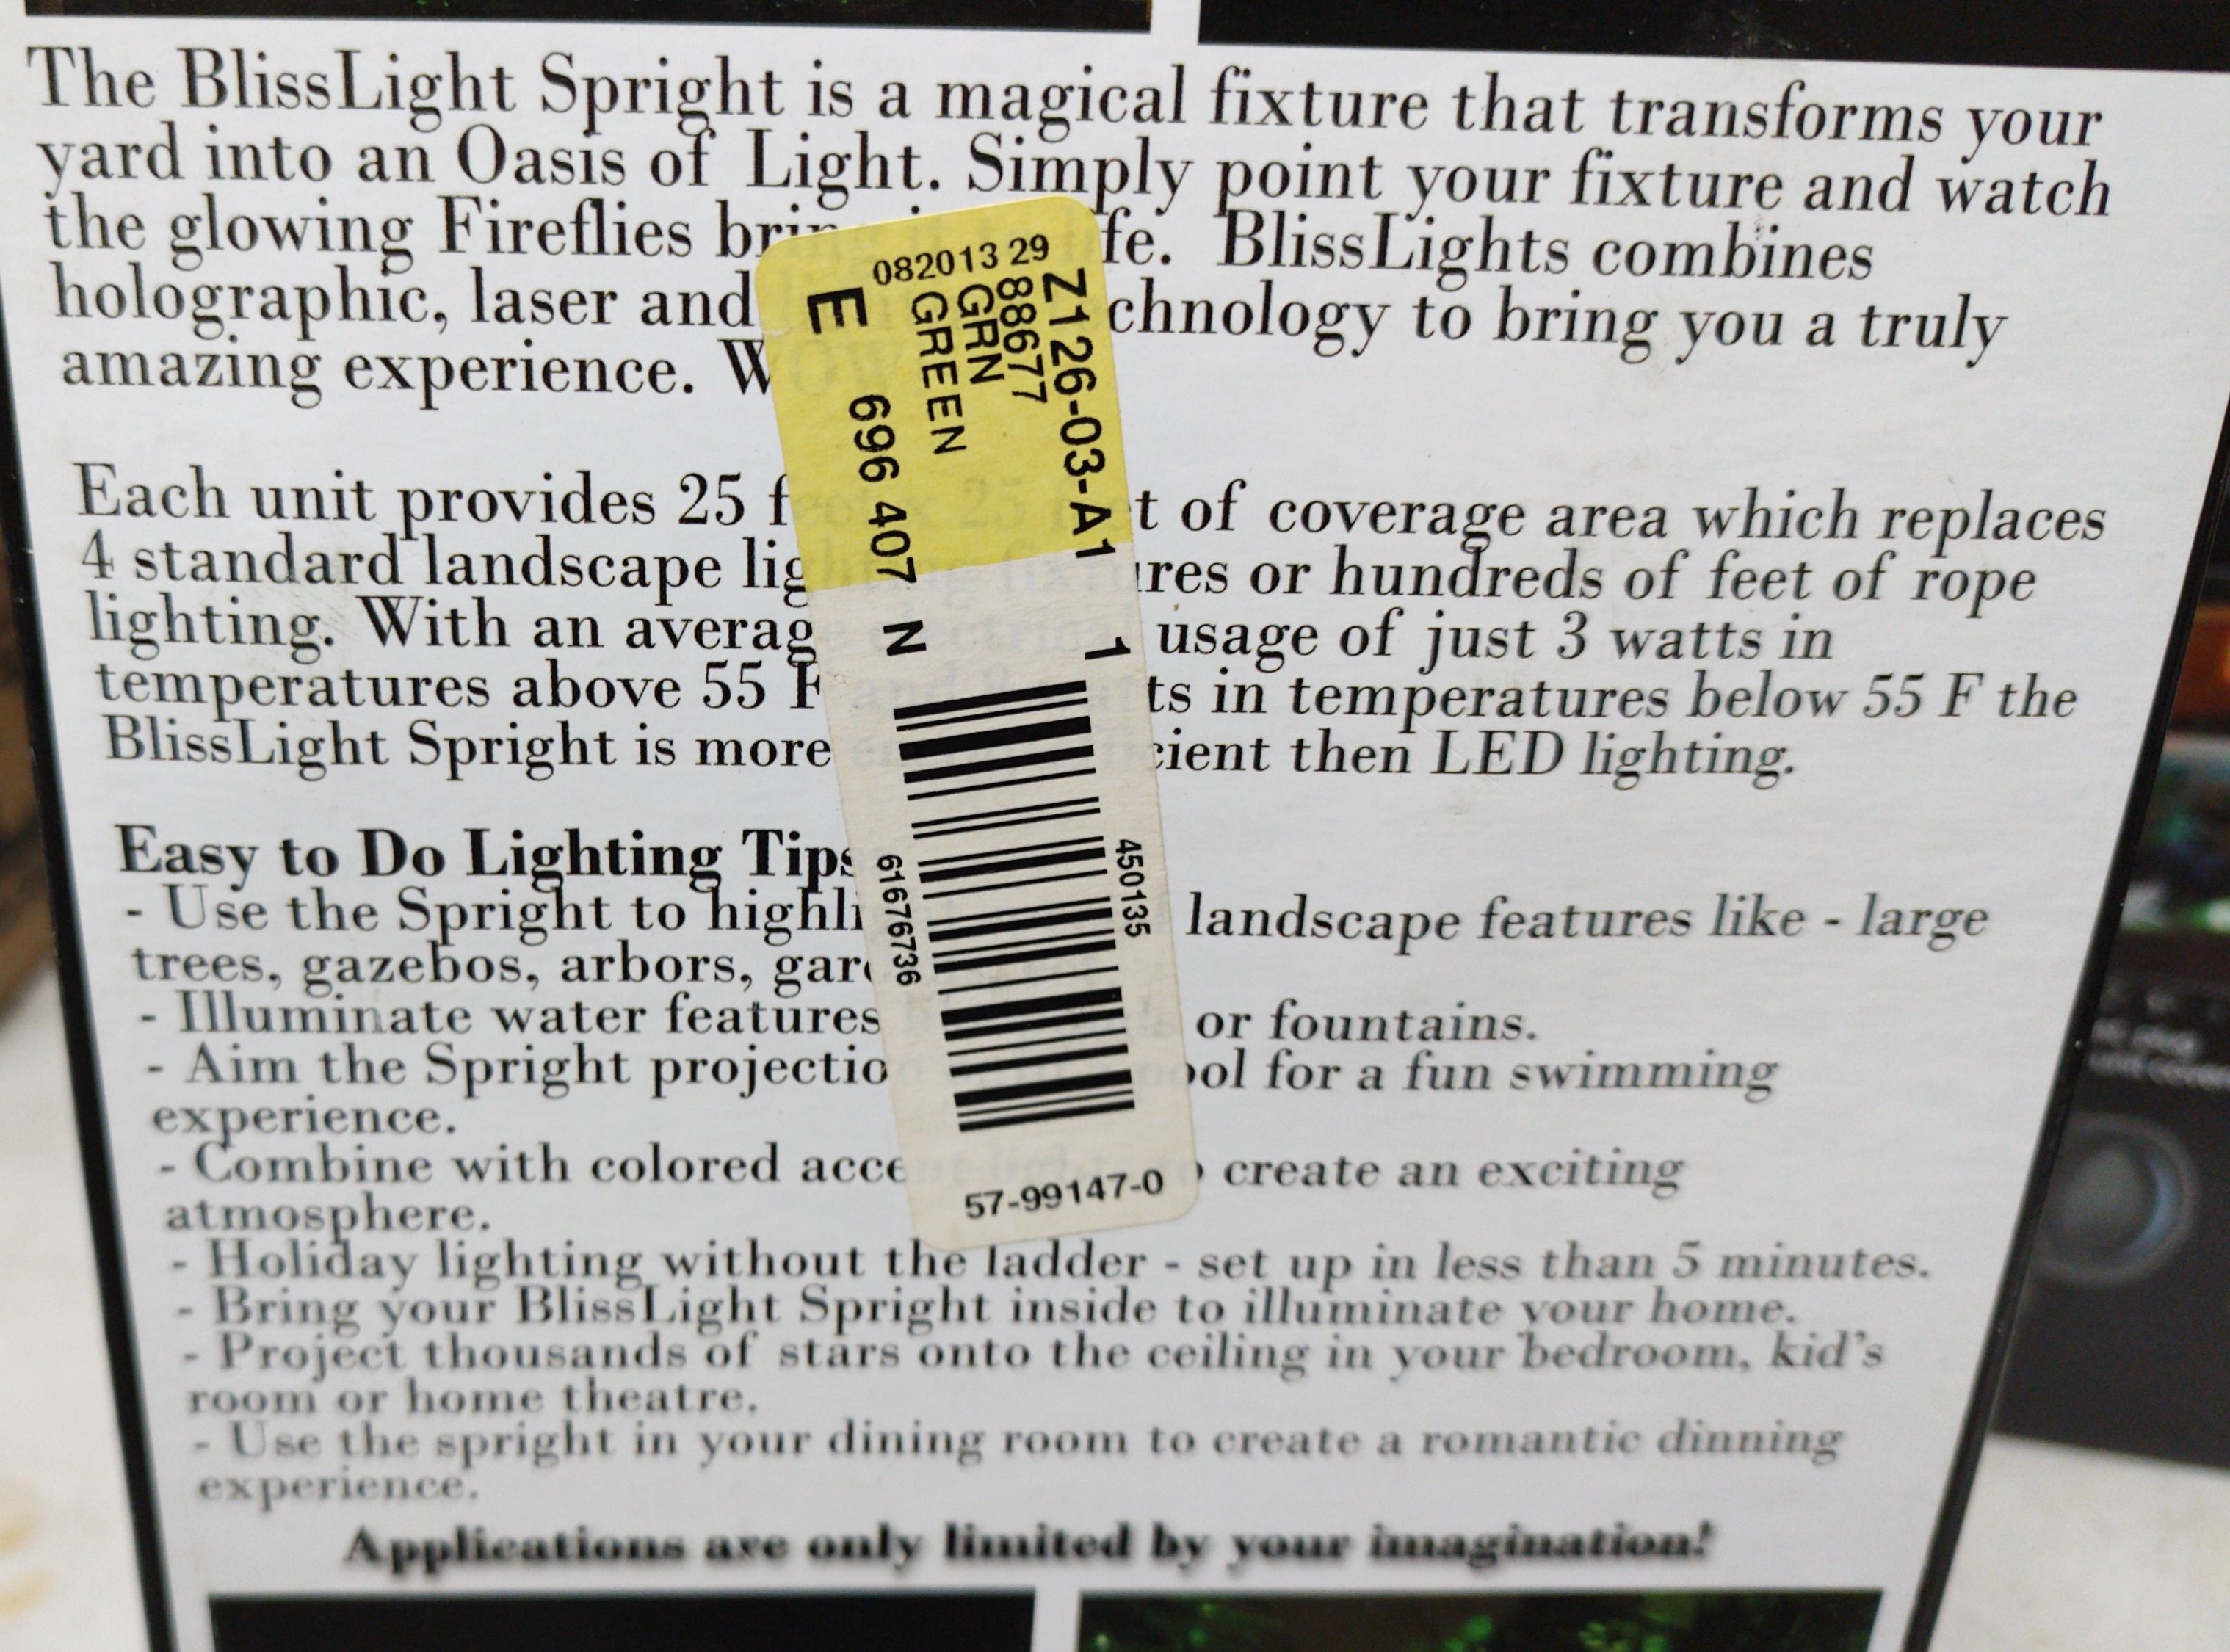 The BlissLight Spright is a magical fixture that transforms your
yard into an Oasis of Light. Simply point your fixture and watch
the glowing Fireflies bring fe. BlissLights combines
holographic, laser and chnology to bring you a truly
amazing experience. W
Each unit provides 25 f t of coverage area which replaces
4 standard landscape lig res or hundreds of feet of rope
lighting. With an averag usage of just 3 watts in
temperatures above 55 F ts in temperatures below 55 F the
BlissLight Spright is more cient then LED lighting.
Easy to Do Lighting Tips
- Use the Spright to highli landscape features like - large
trees, gazebos, arbors, gar
- Illuminate water features or fountains.
- Aim the Spright projectio ool for a fun swimming
experience.
- Combine with colored acce create an exciting
atmosphere.
- Holiday lighting without the ladder - set up in less than 5 minutes.
- Bring your BlissLight Spright inside to illuminate your home.
- Project thousands of stars onto the ceiling in your bedroom, kid's
room or home theatre.
- Use the spright in your dining room to create a romantic dinning
experience.
Applications are only limited by your imagination!
082013 29
Z126-03-A1 1
88677
GRN
GREEN
E 696 407 N
450135
61676736
57-99147-0